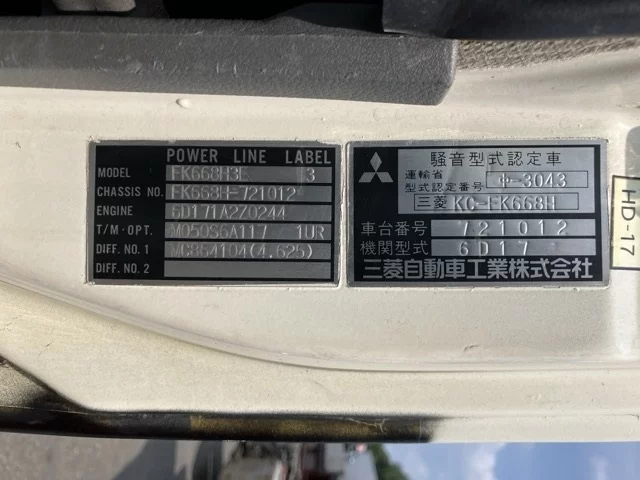 POWER LINE LABEL
MODEL FK668H3E 3
CHASSIS NO. FK668H-721012
ENGINE 6D171A2Z0244
T/M・OPT. M050S6A117 1UR
DIFF. NO. 1 MC854104(4.625)
DIFF. NO. 2
騒音型式認定車
運輸省
型式認定番号 中-3043
三菱 KC-FK668H
車台番号 721012
機関型式 6D17
三菱自動車工業株式会社
HD-17